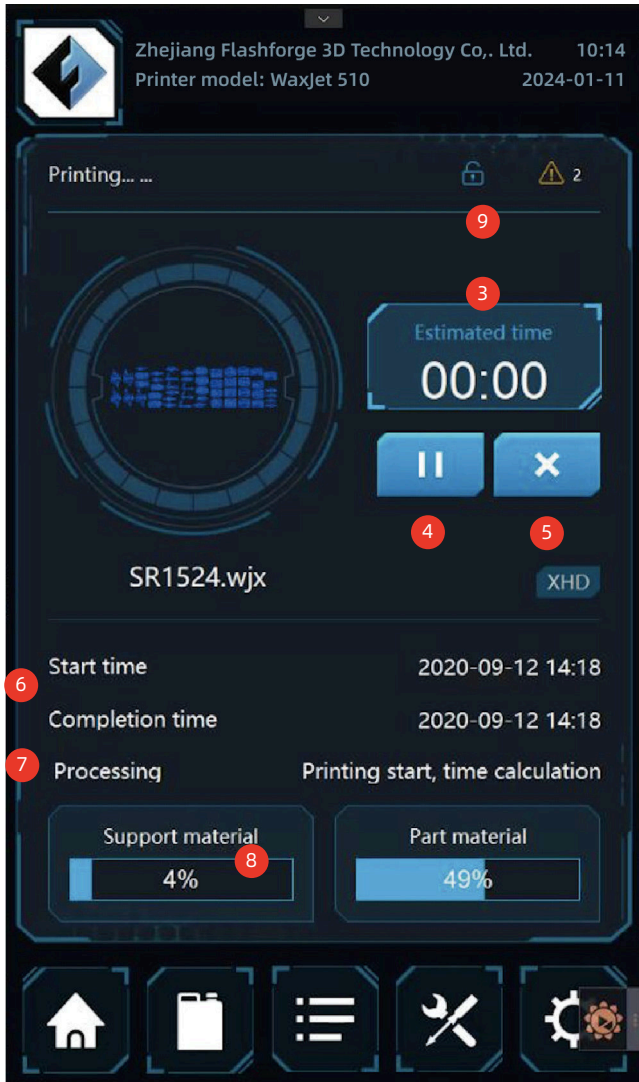 Zhejiang Flashforge 3D Technology Co,. Ltd. 10:14
Printer model: WaxJet 510 2024-01-11
Printing... ... 2
9
3
Estimated time
00:00
4 5
SR1524.wjx XHD
6
Start time 2020-09-12 14:18
Completion time 2020-09-12 14:18
7 Processing Printing start, time calculation
Support material Part material
8
4% 49%